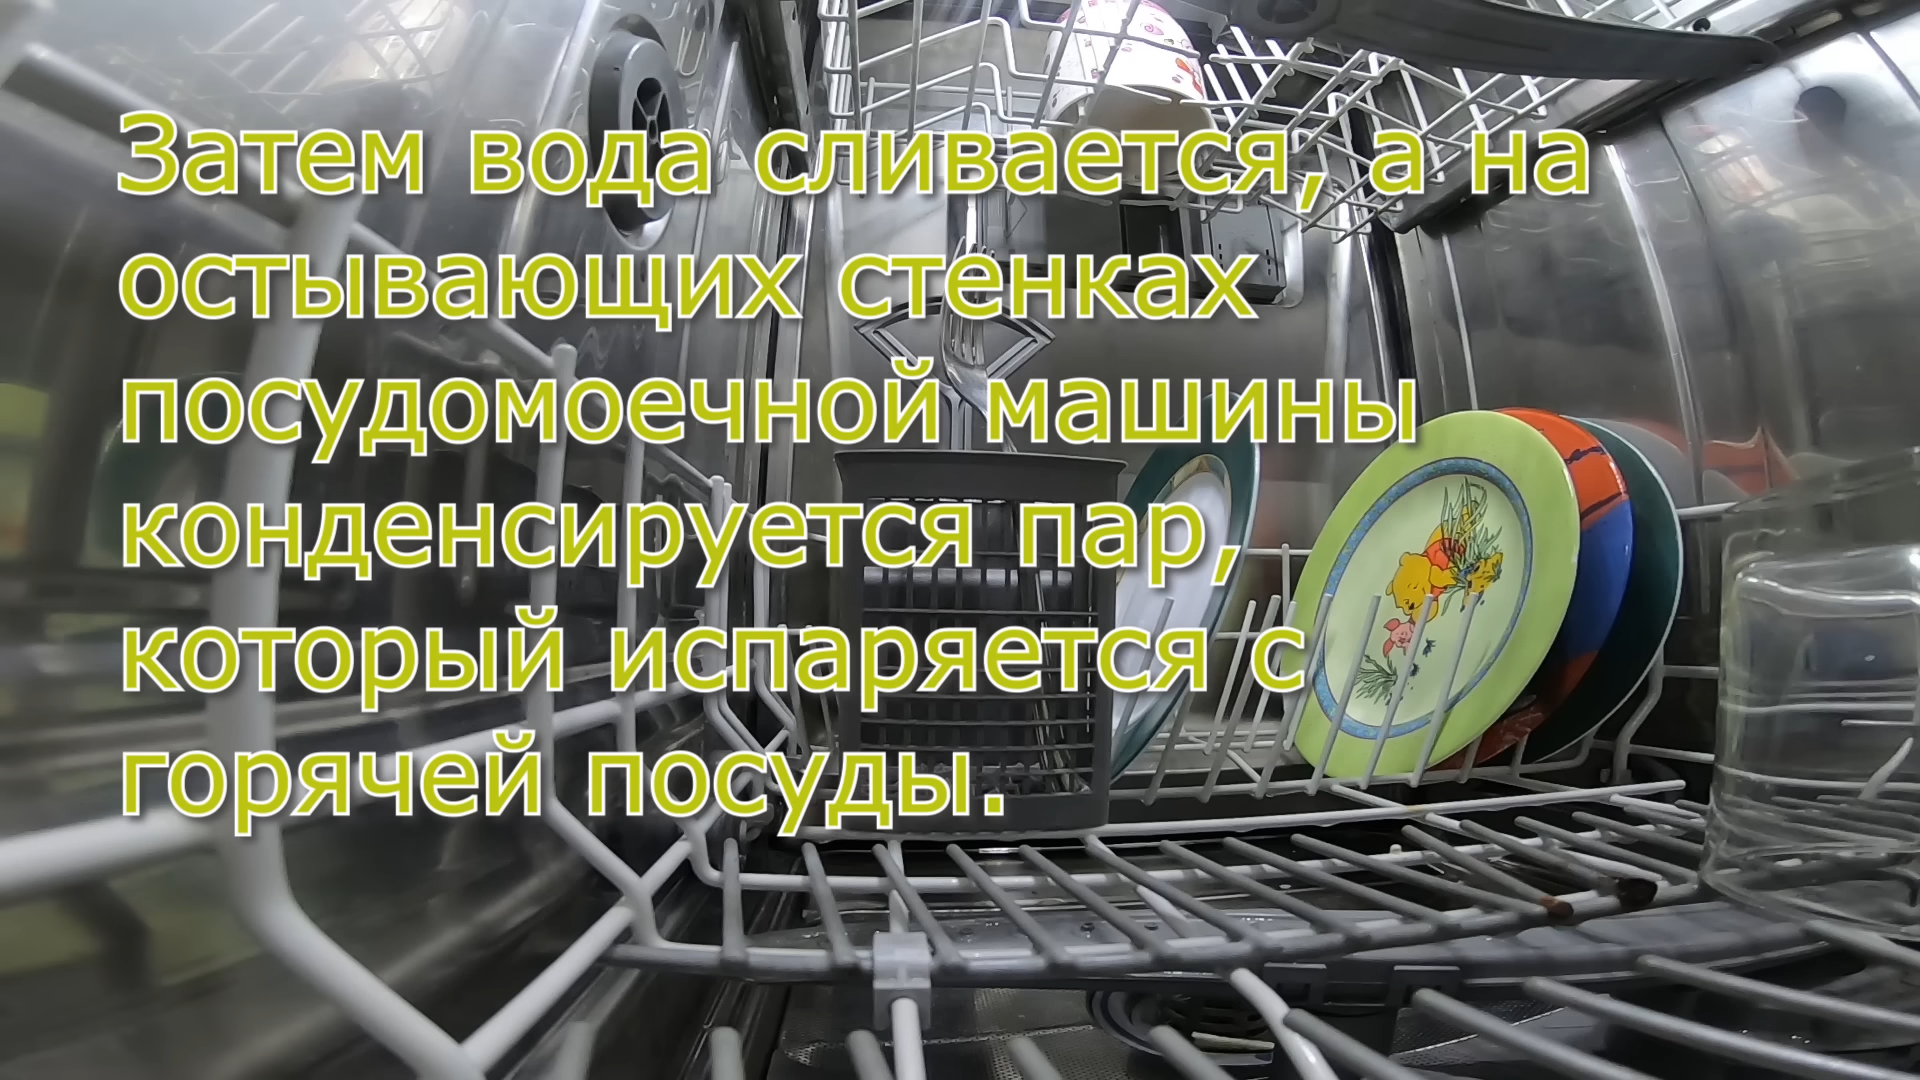 Затем вода сливается, а на
остывающих стенках
посудомоечной машины
конденсируется пар,
который испаряется с
горячей посуды.